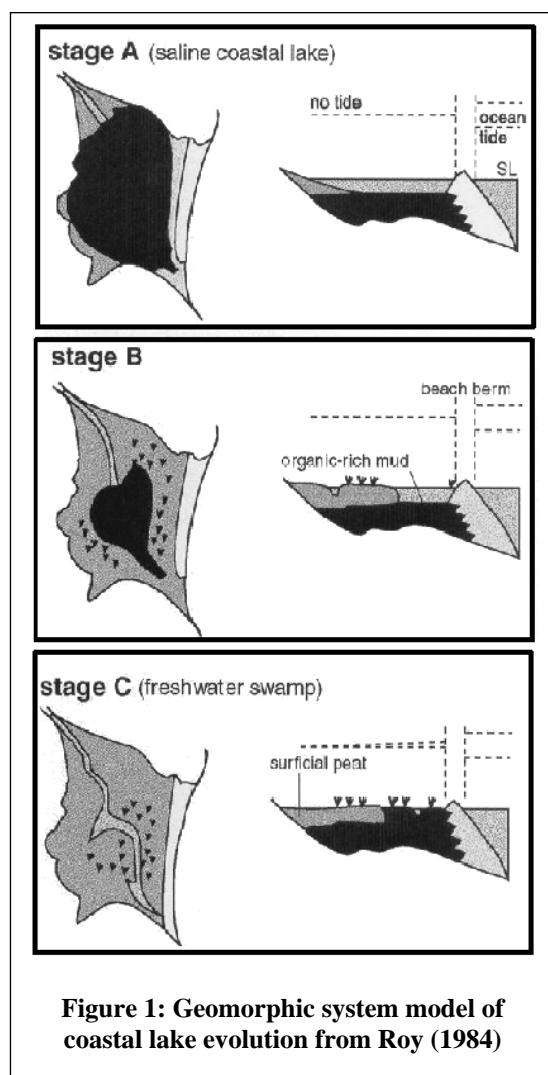 stage A (saline coastal lake)
no tide
ocean
tide
SL
stage B
beach berm
organic-rich mud
stage C (freshwater swamp)
surficial peat
Figure 1: Geomorphic system model of
coastal lake evolution from Roy (1984)